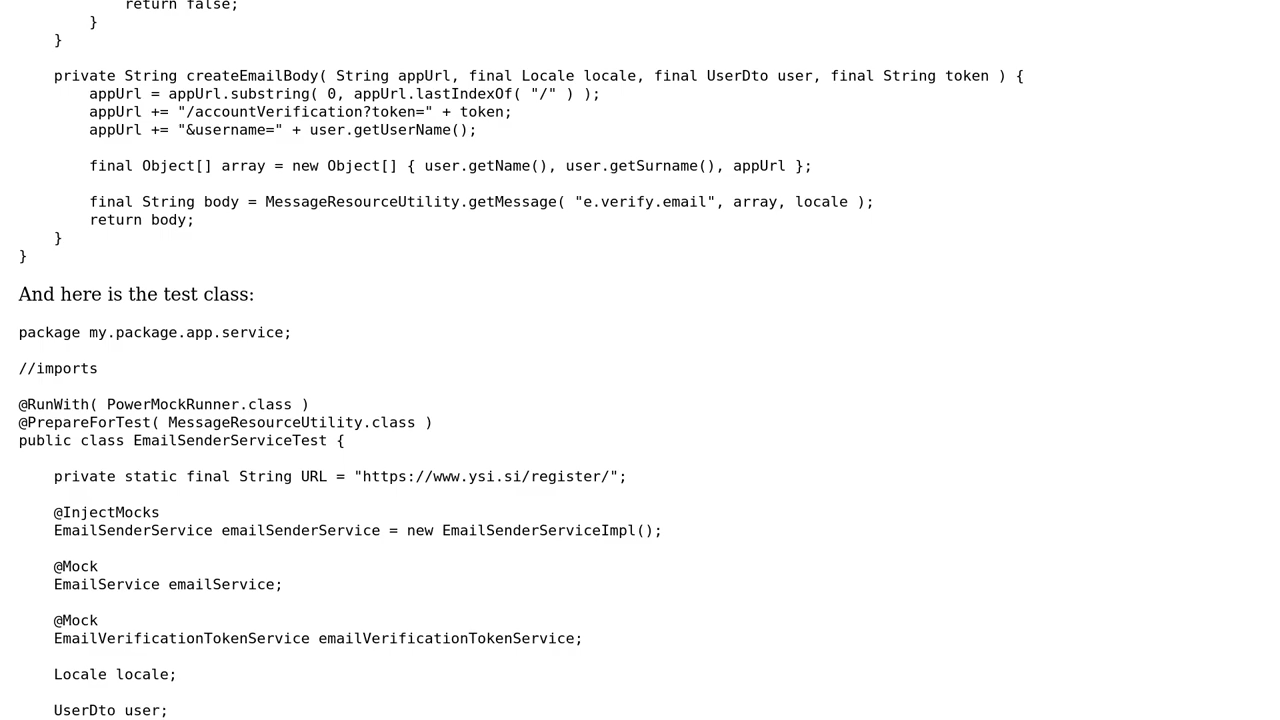 return false;
        }
    }

    private String createEmailBody( String appUrl, final Locale locale, final UserDto user, final String token ) {
        appUrl = appUrl.substring( 0, appUrl.lastIndexOf( "/" ) );
        appUrl += "/accountVerification?token=" + token;
        appUrl += "&username=" + user.getUserName();

        final Object[] array = new Object[] { user.getName(), user.getSurname(), appUrl };

        final String body = MessageResourceUtility.getMessage( "e.verify.email", array, locale );
        return body;
    }
}

And here is the test class:

package my.package.app.service;

//imports

@RunWith( PowerMockRunner.class )
@PrepareForTest( MessageResourceUtility.class )
public class EmailSenderServiceTest {

    private static final String URL = "https://www.ysi.si/register/";

    @InjectMocks
    EmailSenderService emailSenderService = new EmailSenderServiceImpl();

    @Mock
    EmailService emailService;

    @Mock
    EmailVerificationTokenService emailVerificationTokenService;

    Locale locale;

    UserDto user;